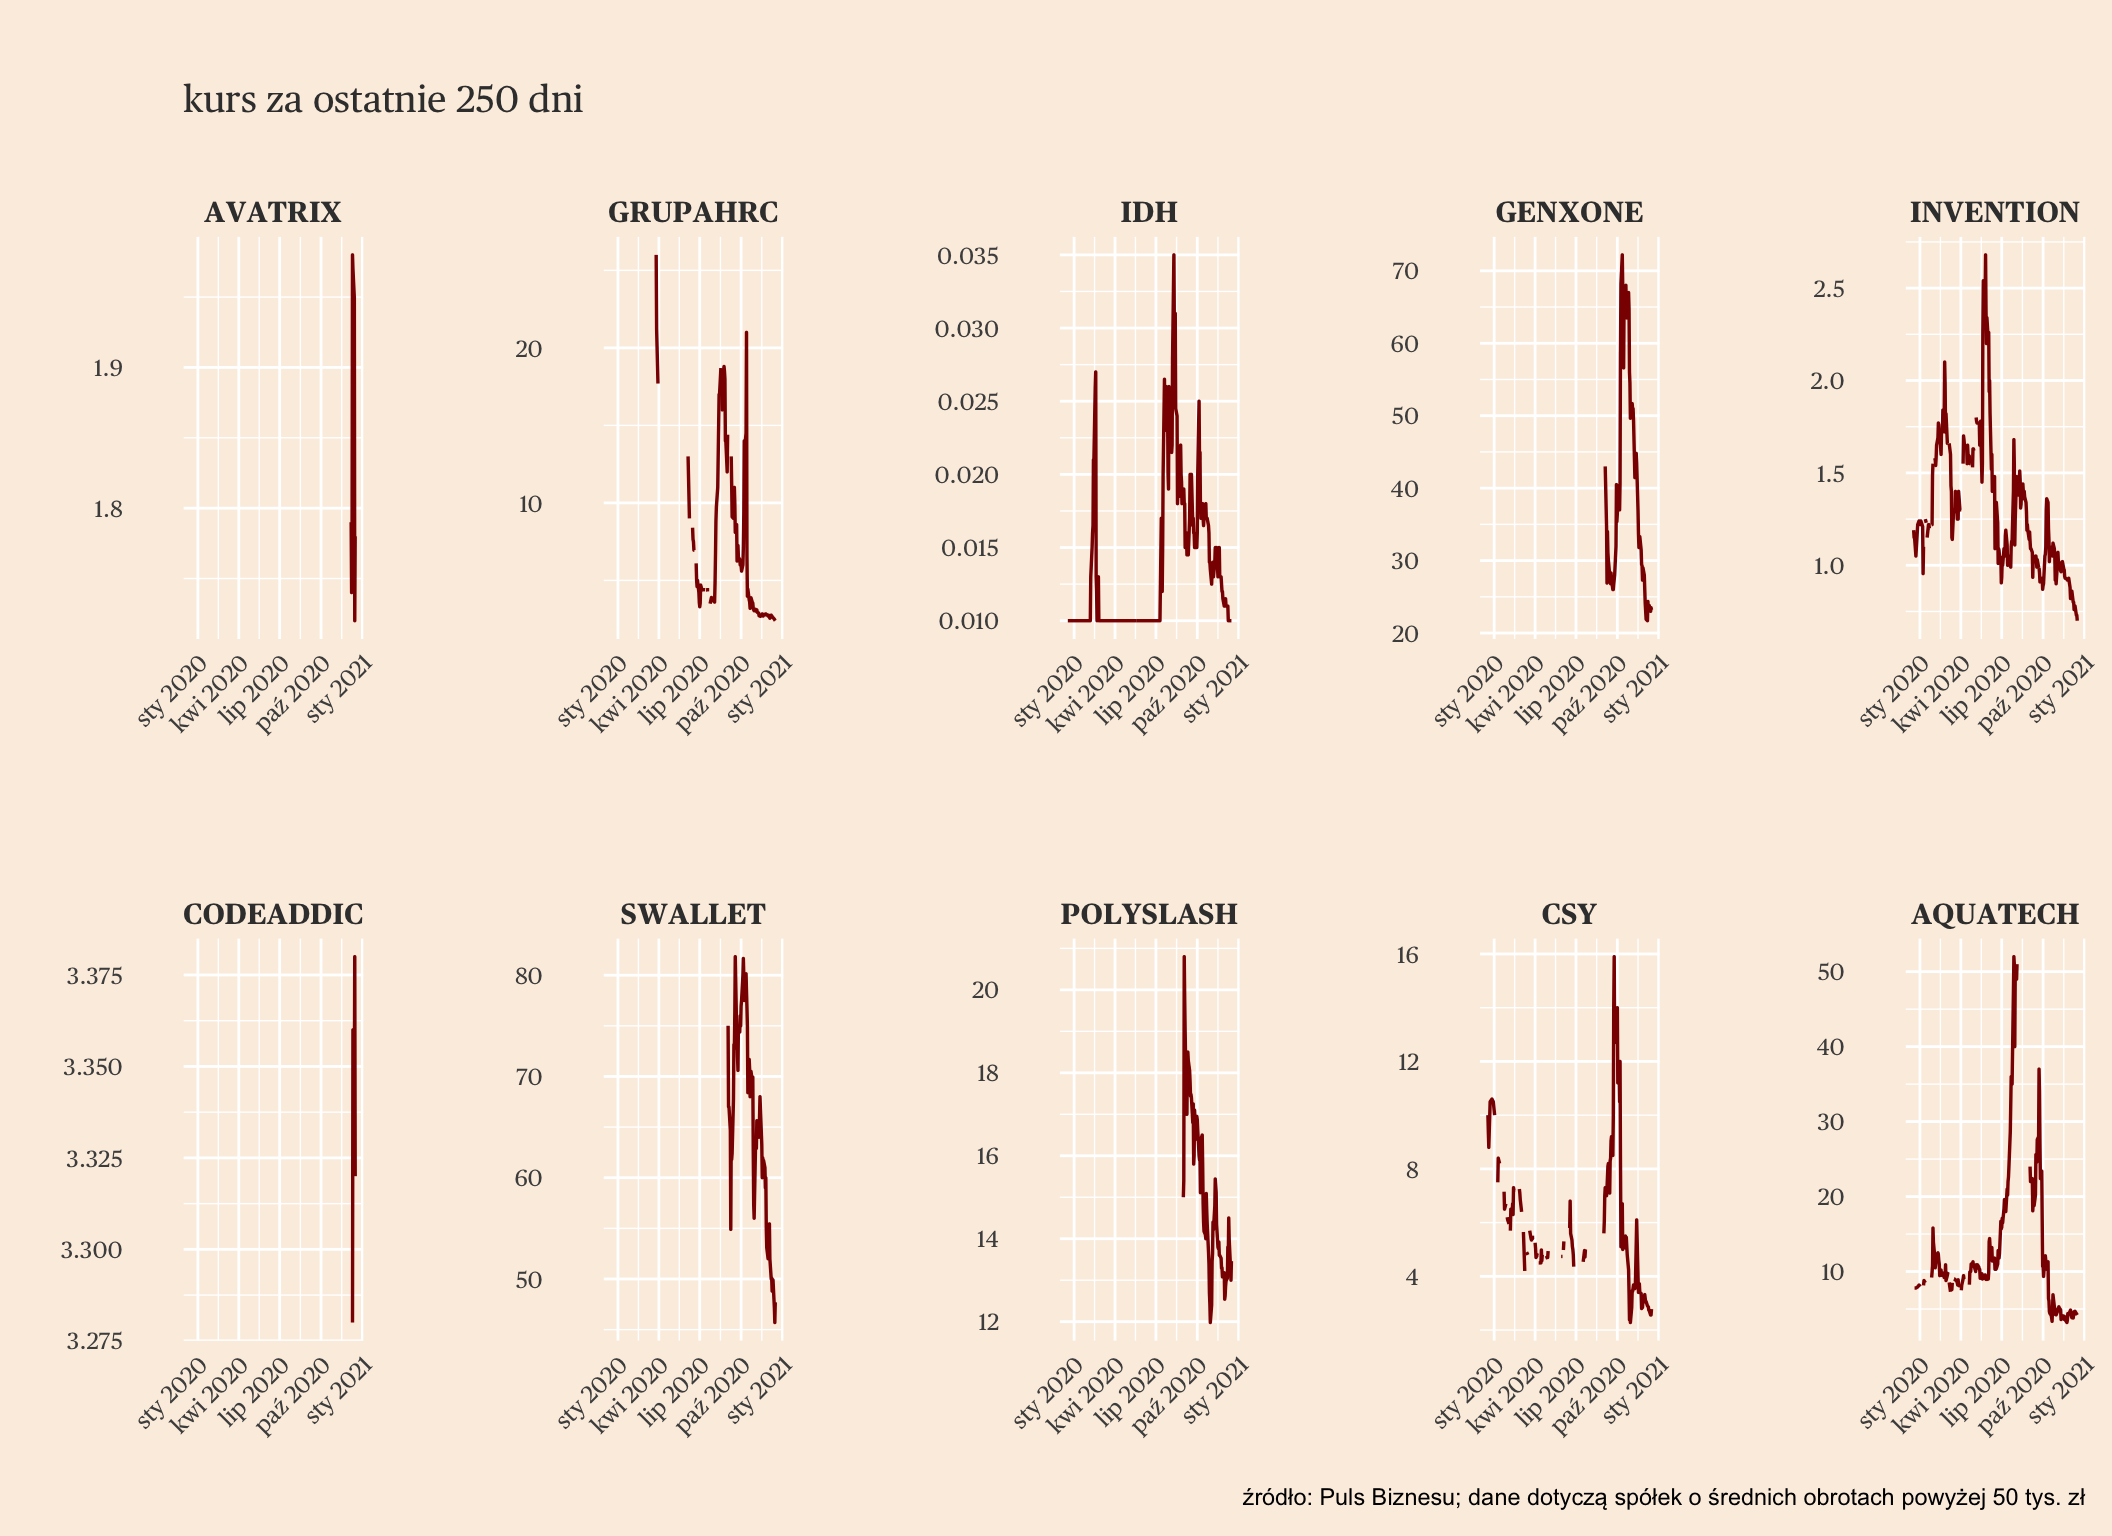 kurs za ostatnie 250 dni
AVATRIX
1.9
1.8
sty 2020
kwi 2020
lip 2020
paź 2020
sty 2021
GRUPAHRC
20
10
sty 2020
kwi 2020
lip 2020
paź 2020
sty 2021
IDH
0.035
0.030
0.025
0.020
0.015
0.010
sty 2020
kwi 2020
lip 2020
paź 2020
sty 2021
GENXONE
70
60
50
40
30
20
sty 2020
kwi 2020
lip 2020
paź 2020
sty 2021
INVENTION
2.5
2.0
1.5
1.0
sty 2020
kwi 2020
lip 2020
paź 2020
sty 2021
CODEADDIC
3.375
3.350
3.325
3.300
3.275
sty 2020
kwi 2020
lip 2020
paź 2020
sty 2021
SWALLET
80
70
60
50
sty 2020
kwi 2020
lip 2020
paź 2020
sty 2021
POLYSLASH
20
18
16
14
12
sty 2020
kwi 2020
lip 2020
paź 2020
sty 2021
CSY
16
12
8
4
sty 2020
kwi 2020
lip 2020
paź 2020
sty 2021
AQUATECH
50
40
30
20
10
sty 2020
kwi 2020
lip 2020
paź 2020
sty 2021
źródło: Puls Biznesu; dane dotyczą spółek o średnich obrotach powyżej 50 tys. zł